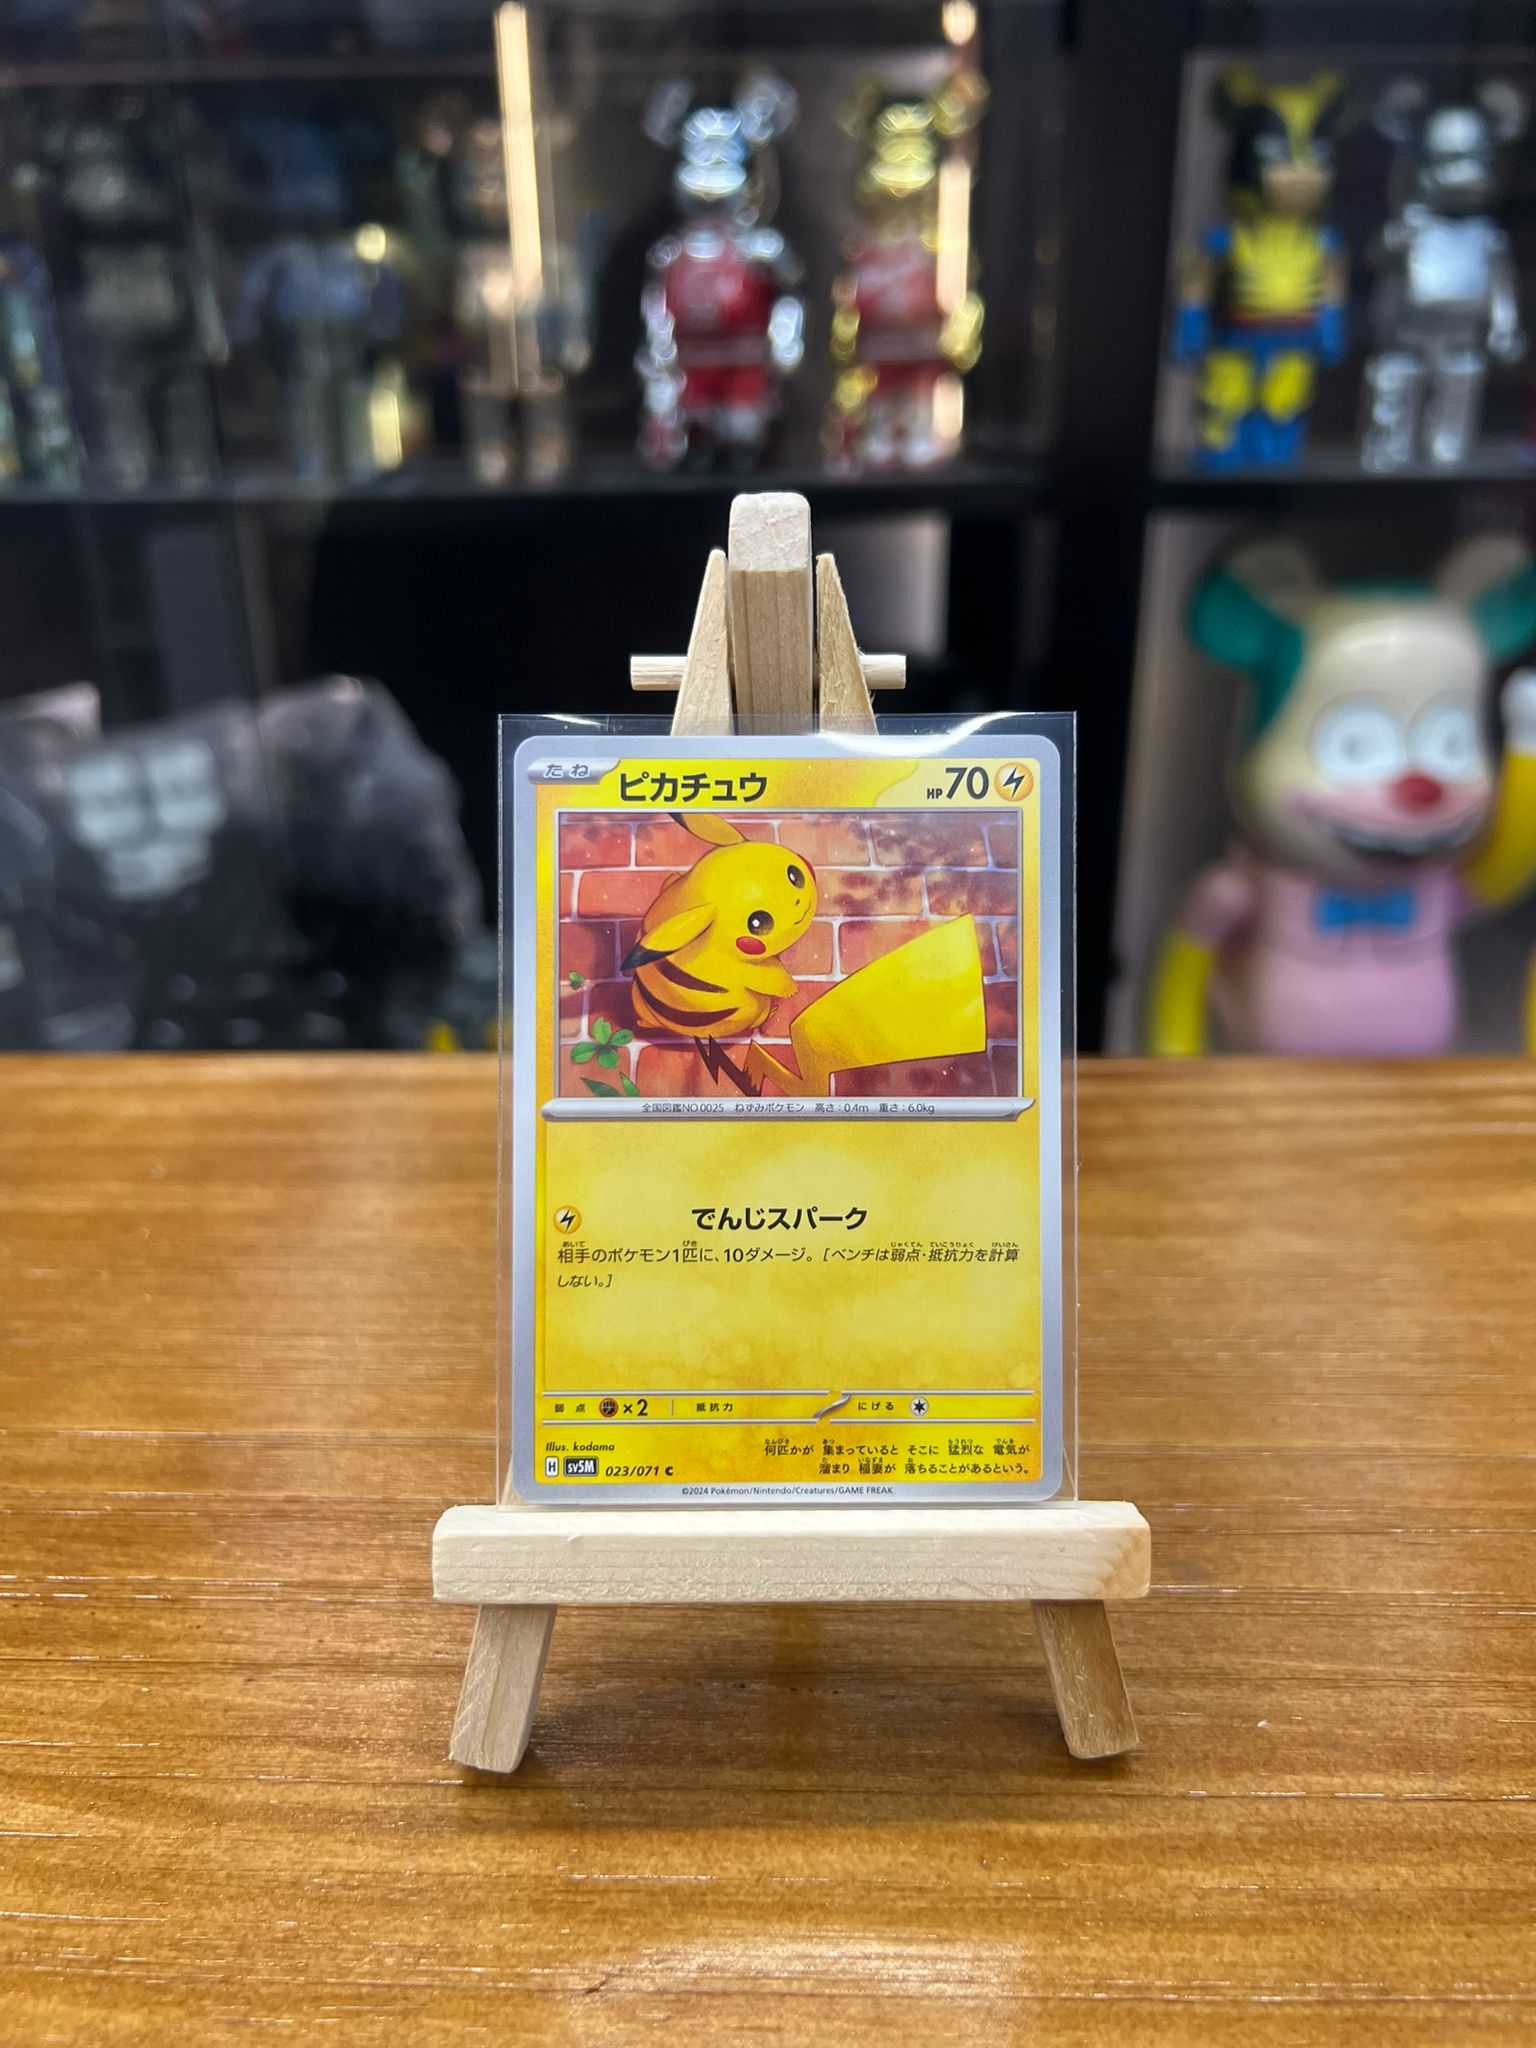 たね ピカチュウ HP 70
全国図鑑NO.0025 ねずみポケモン 高さ:0.4m 重さ:6.0kg
でんじスパーク
相手のポケモン1匹に、10ダメージ。[ベンチは弱点・抵抗力を計算
しない。]
弱点 ×2 抵抗力 にげる
Illus. kodama
何匹かが 集まっていると そこに 猛烈な 電気が
溜まり 稲妻が 落ちることがあるという。
H sv5M 023/071 C
©2024 Pokémon/Nintendo/Creatures/GAME FREAK